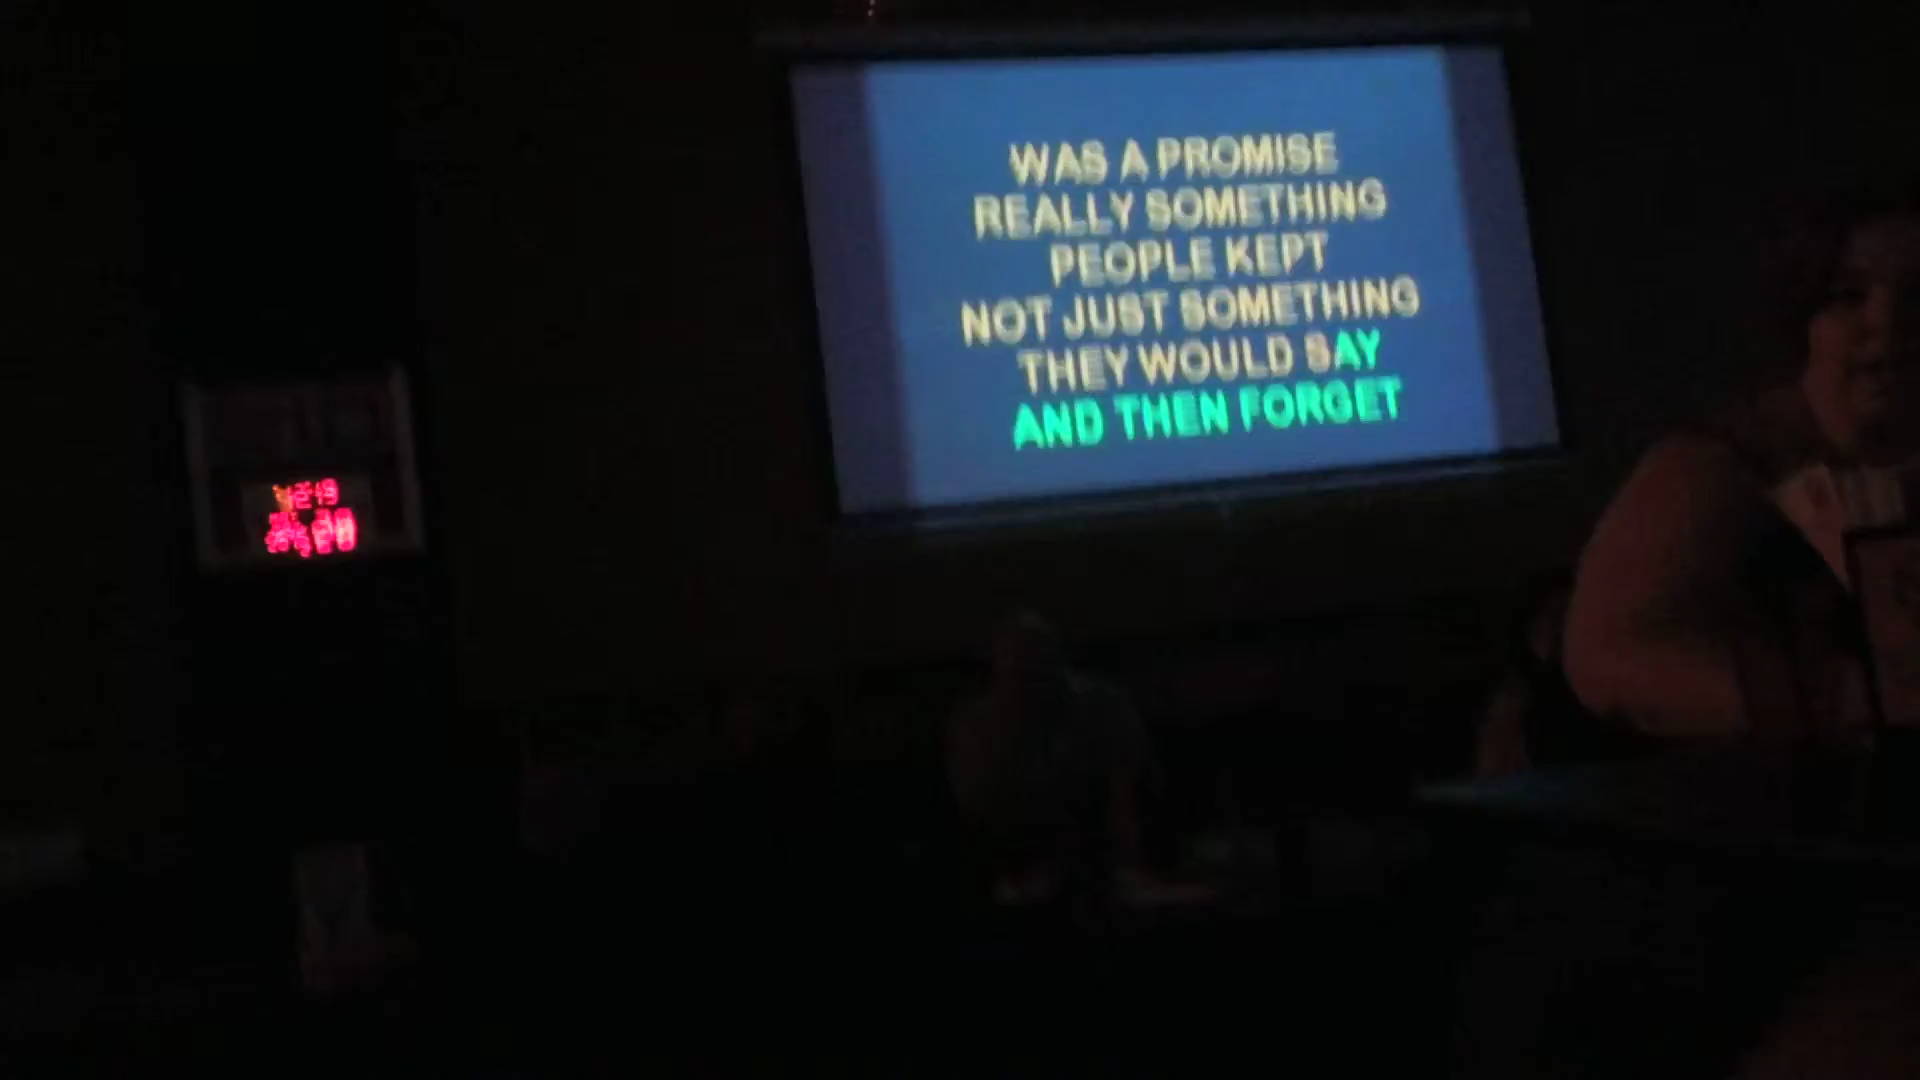 WAS A PROMISE
REALLY SOMETHING
PEOPLE KEPT
NOT JUST SOMETHING
THEY WOULD SAY
AND THEN FORGET